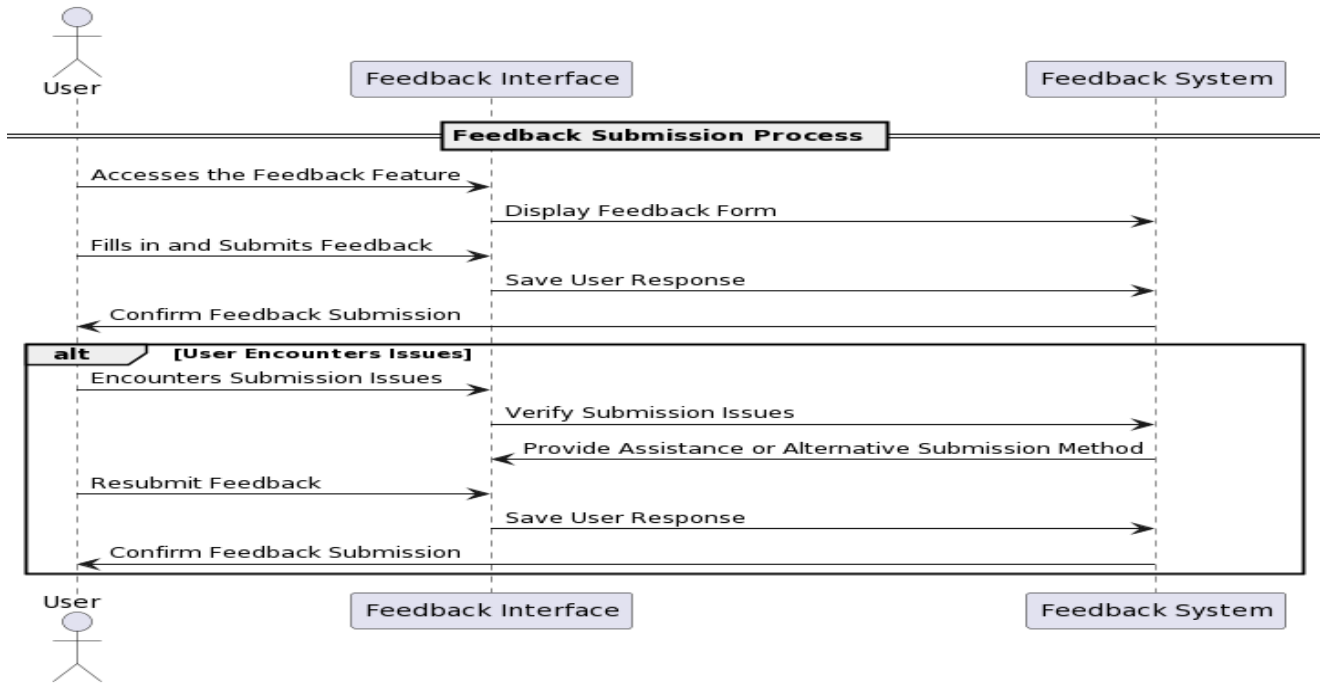 User
Feedback Interface
Feedback System
Feedback Submission Process
Accesses the Feedback Feature
Display Feedback Form
Fills in and Submits Feedback
Save User Response
Confirm Feedback Submission
alt
[User Encounters Issues]
Encounters Submission Issues
Verify Submission Issues
Provide Assistance or Alternative Submission Method
Resubmit Feedback
Save User Response
Confirm Feedback Submission
User
Feedback Interface
Feedback System